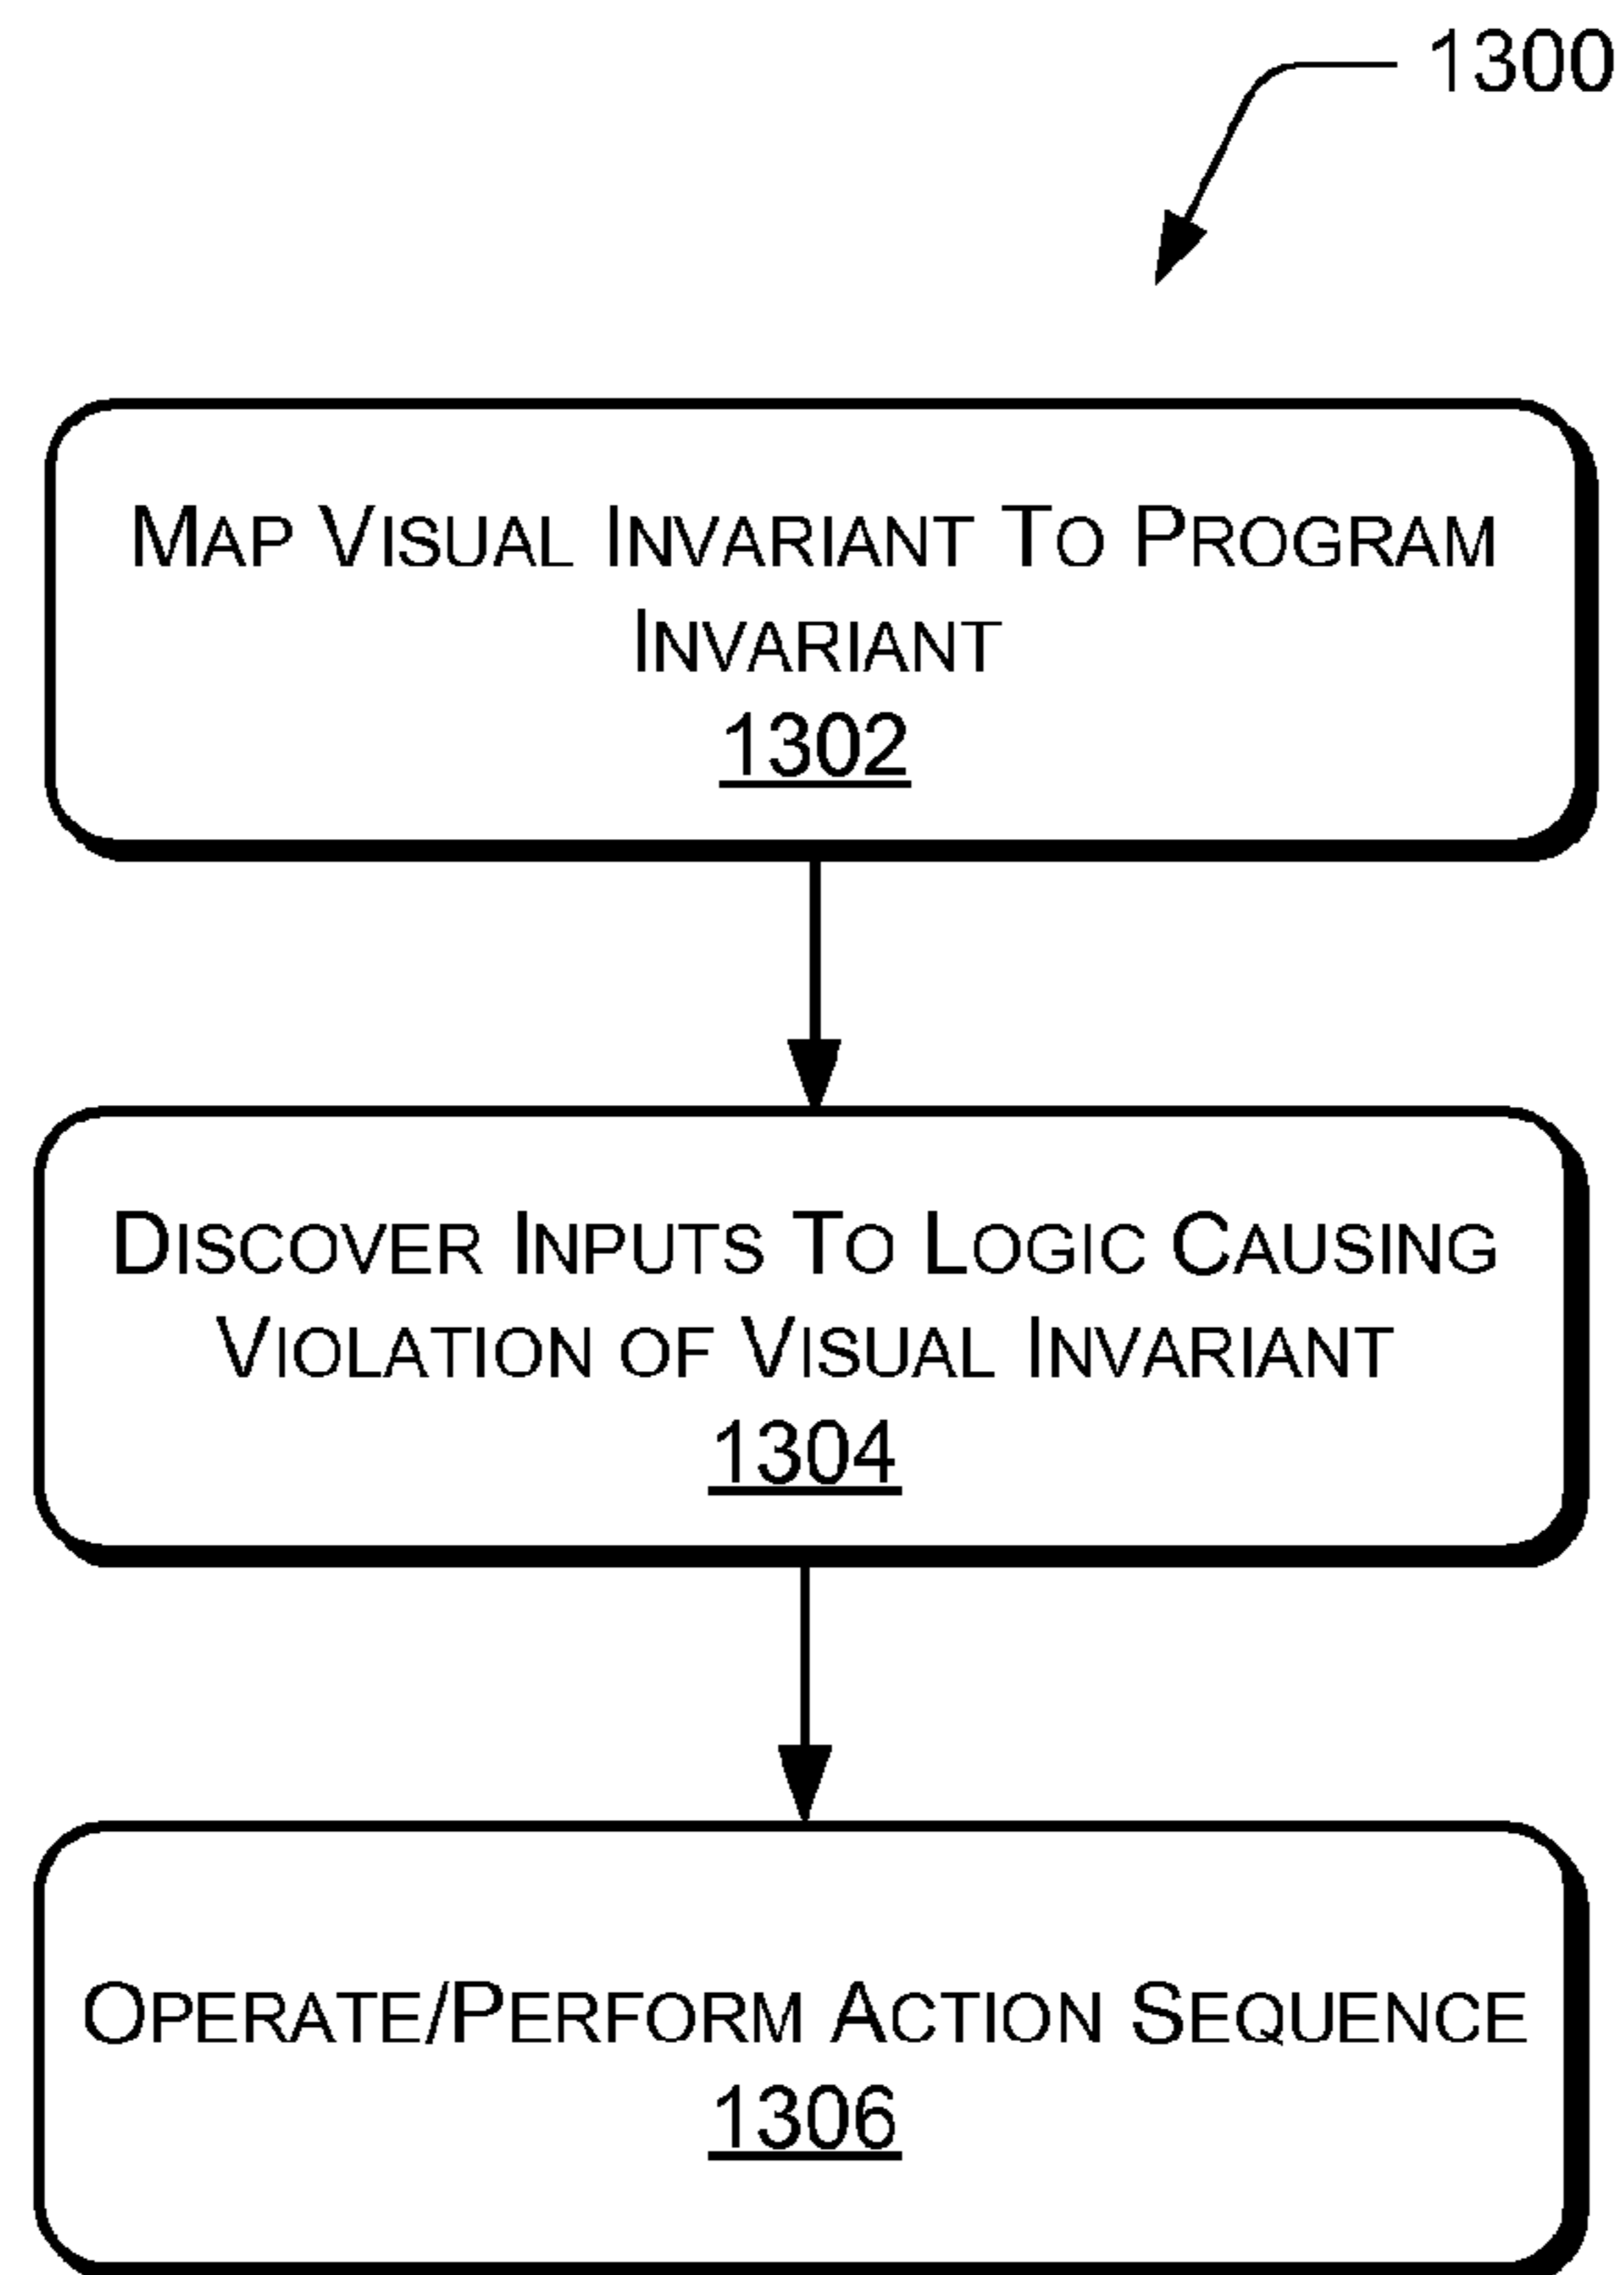 1300
MAP VISUAL INVARIANT TO PROGRAM
INVARIANT
1302
DISCOVER INPUTS TO LOGIC CAUSING
VIOLATION OF VISUAL INVARIANT
1304
OPERATE/PERFORM ACTION SEQUENCE
1306